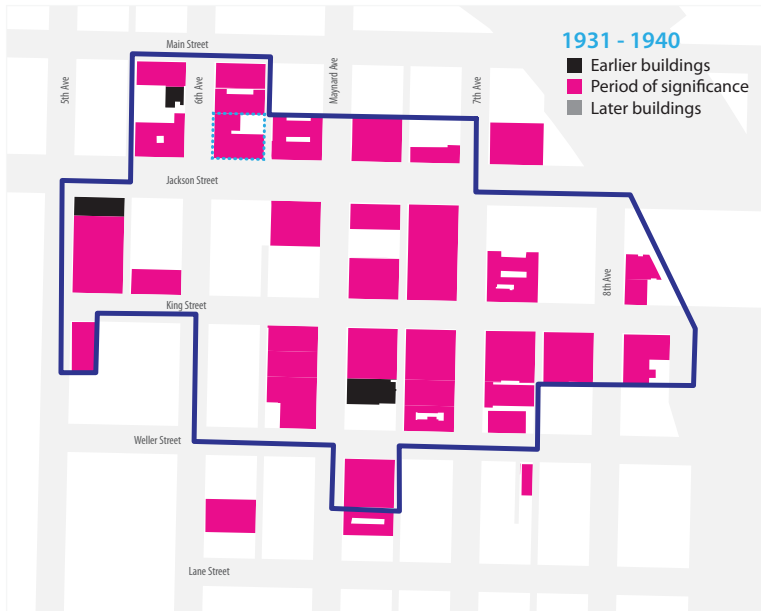 1931 - 1940
Earlier buildings
Period of significance
Later buildings
Main Street
5th Ave
6th Ave
Maynard Ave
7th Ave
Jackson Street
8th Ave
King Street
Weller Street
Lane Street